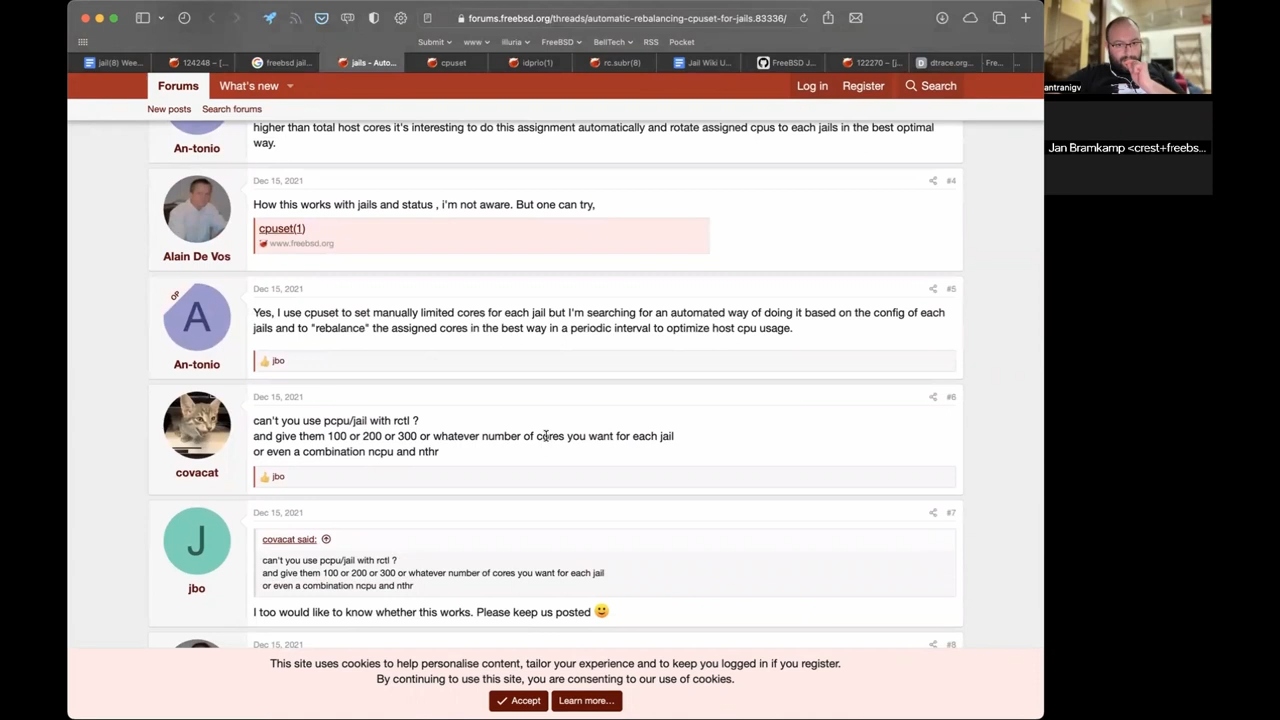 forums.freebsd.org/threads/automatic-rebalancing-cpuset-for-jails.83336/
Submit
www
illuria
FreeBSD
BellTech
RSS
Pocket
jail(8) Wee...
124248 – [...
freebsd jail...
jails - Auto...
cpuset
idprio(1)
rc.subr(8)
Jail Wiki U...
FreeBSD J...
122270 – [j...
dtrace.org...
Fre...
Forums
What's new
Log in
Register
Search
New posts
Search forums
An-tonio
higher than total host cores it's interesting to do this assignment automatically and rotate assigned cpus to each jails in the best optimal
way.
Alain De Vos
Dec 15, 2021
#4
How this works with jails and status , i'm not aware. But one can try,
cpuset(1)
www.freebsd.org
OP
A
An-tonio
Dec 15, 2021
#5
Yes, I use cpuset to set manually limited cores for each jail but I'm searching for an automated way of doing it based on the config of each
jails and to "rebalance" the assigned cores in the best way in a periodic interval to optimize host cpu usage.
jbo
covacat
Dec 15, 2021
#6
can't you use pcpu/jail with rctl ?
and give them 100 or 200 or 300 or whatever number of cores you want for each jail
or even a combination ncpu and nthr
jbo
J
jbo
Dec 15, 2021
#7
covacat said:
can't you use pcpu/jail with rctl ?
and give them 100 or 200 or 300 or whatever number of cores you want for each jail
or even a combination ncpu and nthr
I too would like to know whether this works. Please keep us posted
Dec 15, 2021
#8
This site uses cookies to help personalise content, tailor your experience and to keep you logged in if you register.
By continuing to use this site, you are consenting to our use of cookies.
Accept
Learn more...
antranigv
Jan Bramkamp <crest+freebs...